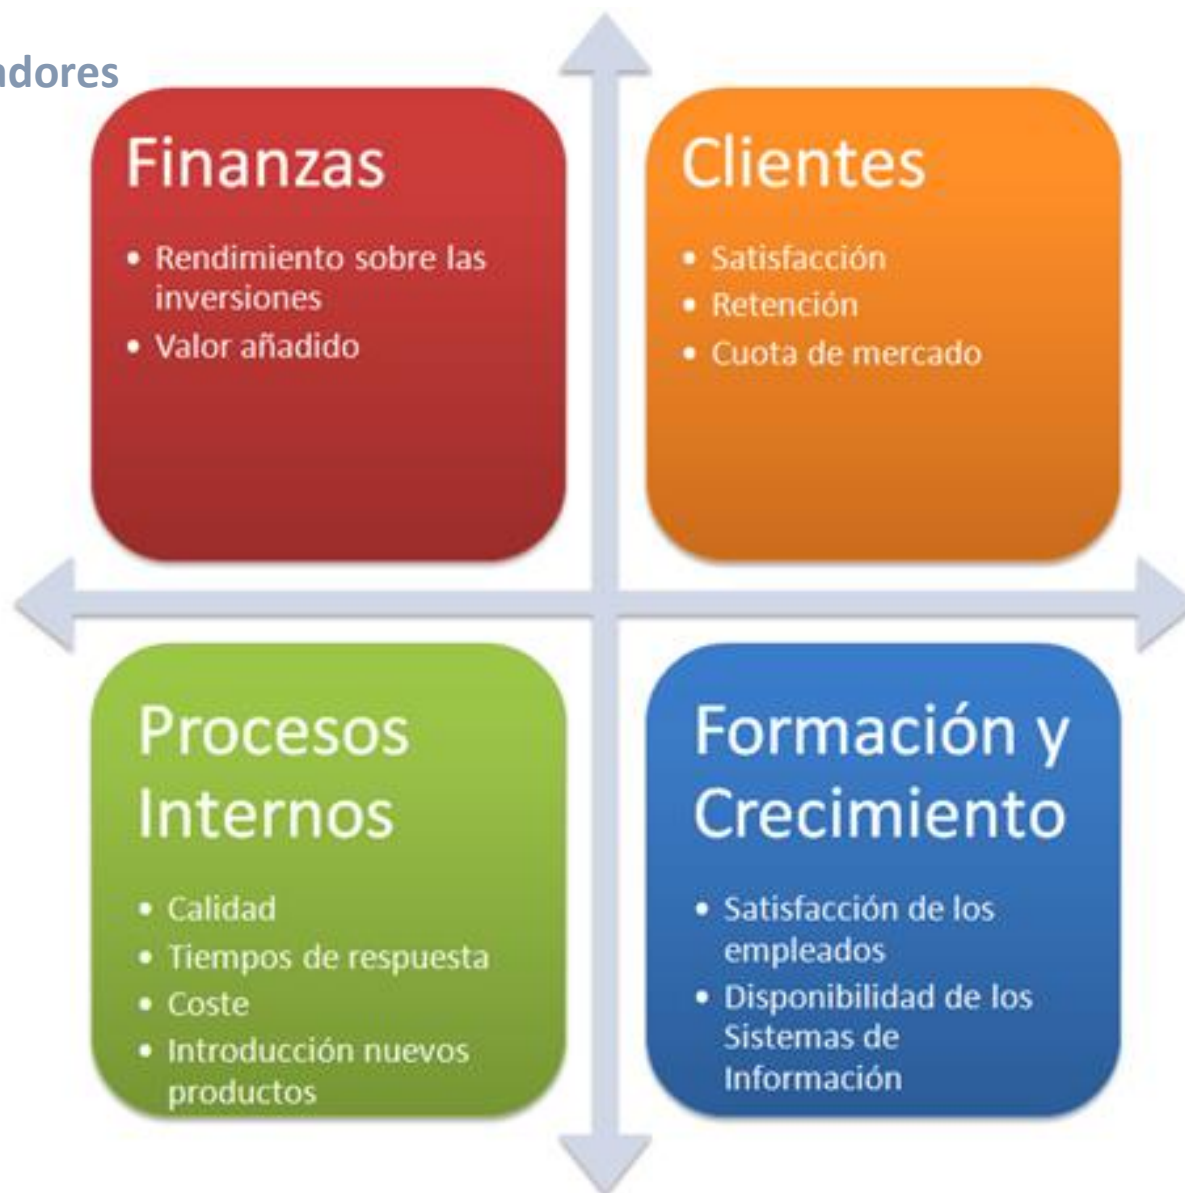 adores
Finanzas
• Rendimiento sobre las
inversiones
• Valor añadido
Clientes
• Satisfacción
• Retención
• Cuota de mercado
Procesos
Internos
• Calidad
• Tiempos de respuesta
• Coste
• Introducción nuevos
productos
Formación y
Crecimiento
• Satisfacción de los
empleados
• Disponibilidad de los
Sistemas de
Información